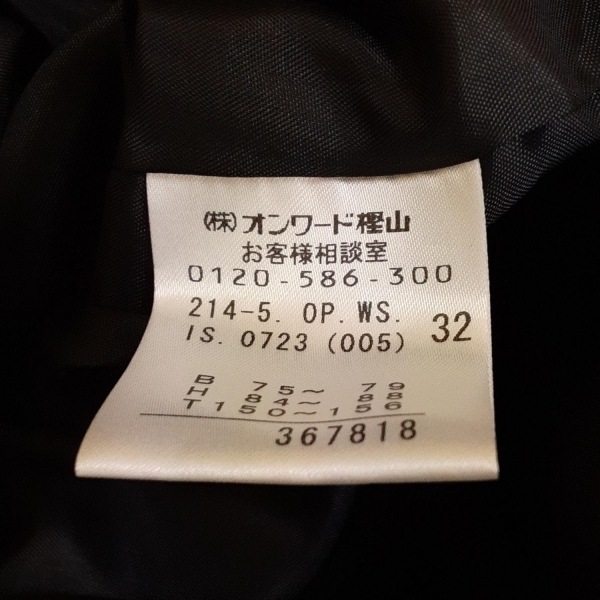 (株)オンワード樫山
お客様相談室
0120-586-300
214-5. OP. WS.
IS. 0723 (005) 32
B 75～79
H 84～88
T 150～156
367818